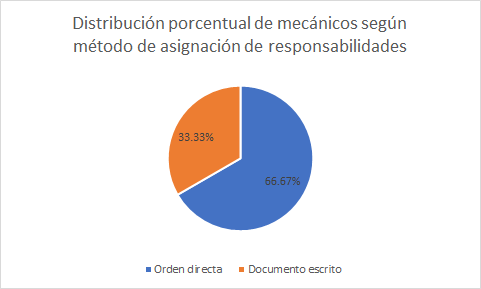 Distribución porcentual de mecánicos según
método de asignación de responsabilidades
33.33%
66.67%
Orden directa
Documento escrito